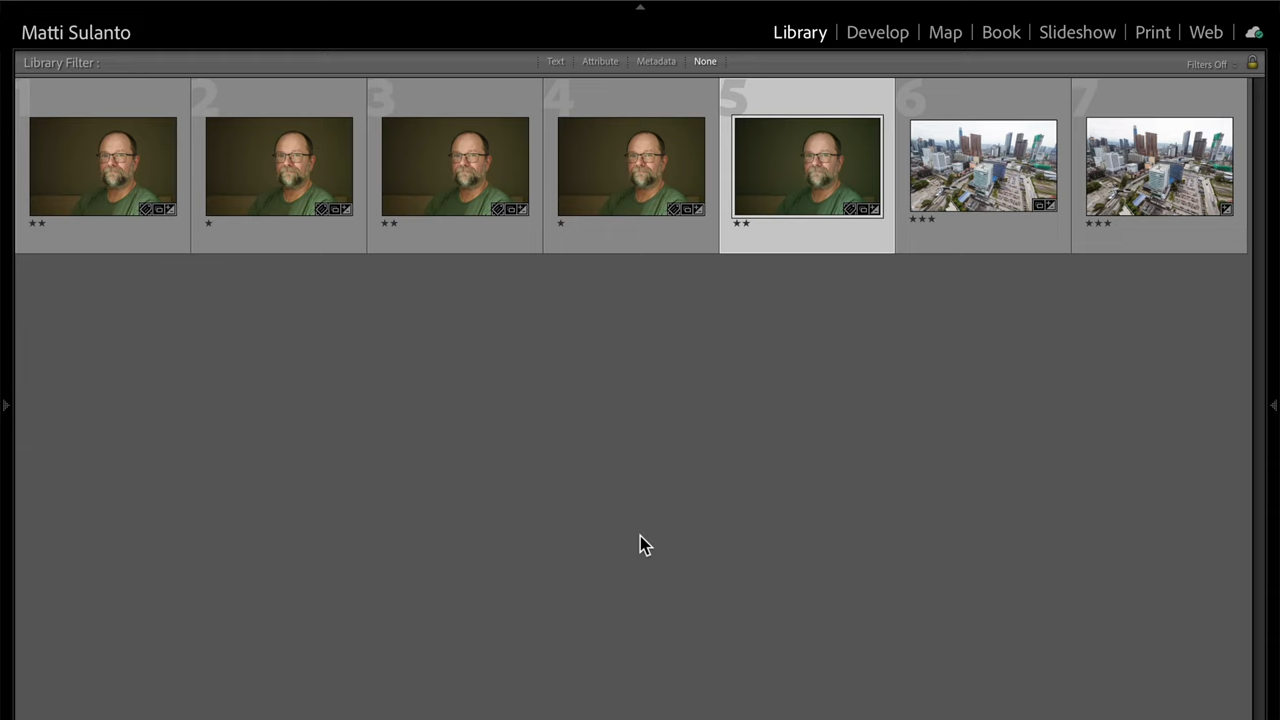 Matti Sulanto
Library | Develop | Map | Book | Slideshow | Print | Web
Library Filter : Text Attribute Metadata None Filters Off
1 2 3 4 5 6 7